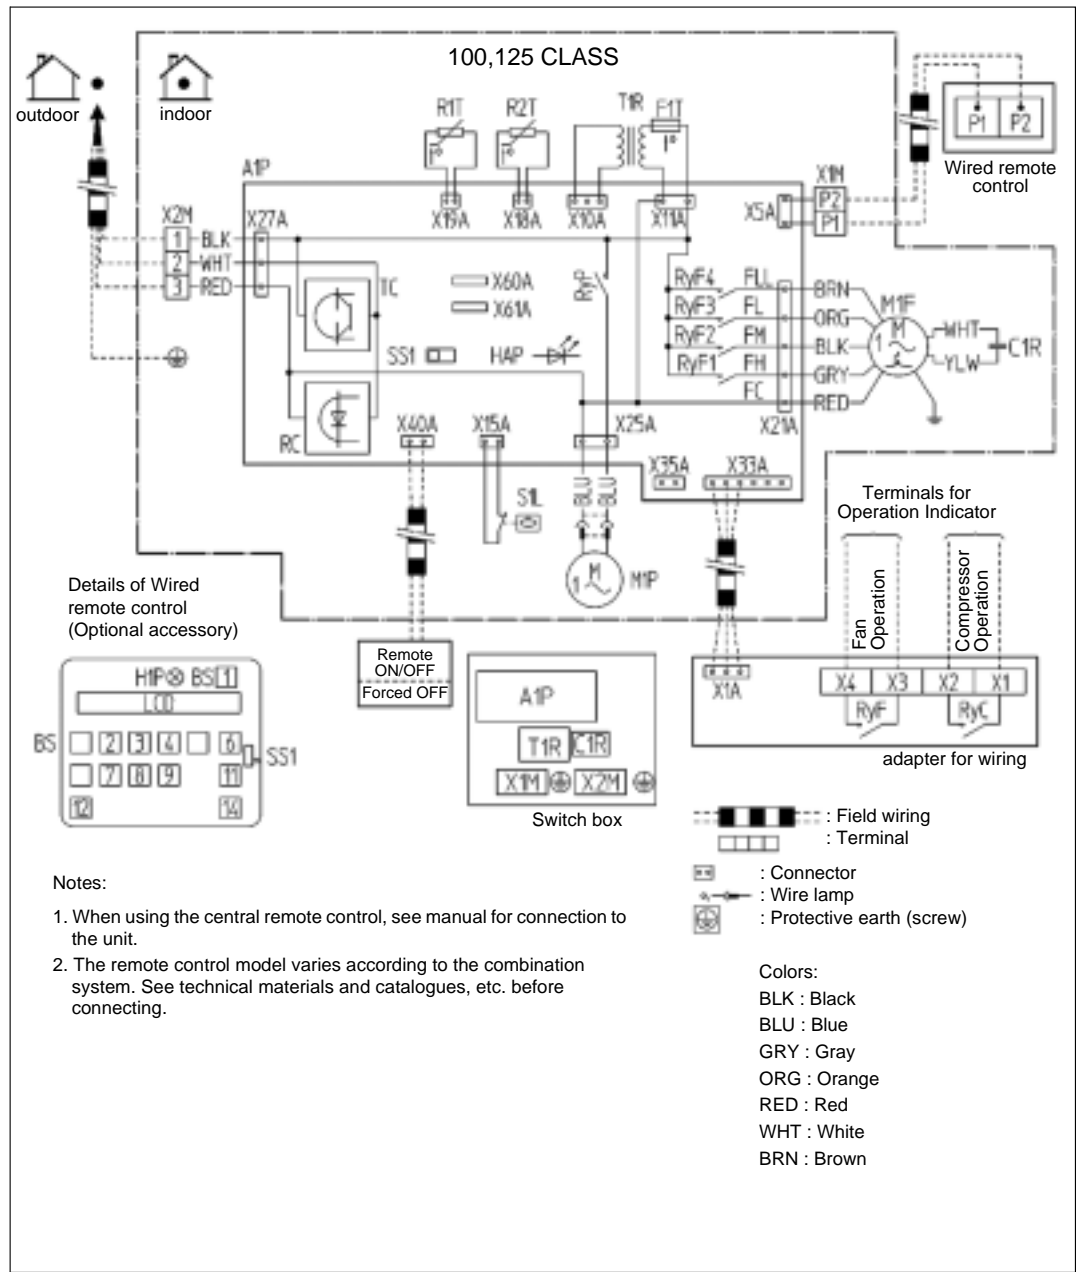 100,125 CLASS
outdoor
indoor
R1T
R2T
T1R
F1T
A1P
X2M
X27A
X19A
X18A
X10A
X11A
X5A
X1M
P2
P1
P1 P2
Wired remote
control
1 BLK
2 WHT
3 RED
TC
X60A
X61A
RyP
SS1
HAP
RC
RyF4 FLL BRN
RyF3 FL ORG
RyF2 FM BLK
RyF1 FH GRY
FC RED
M1F
M
1
WHT
YLW
C1R
X21A
X40A
X15A
X25A
X35A
X33A
S1L
BLU
BLU
M
1
M1P
Terminals for
Operation Indicator
Fan
Operation
Compressor
Operation
X1A
X4 X3 X2 X1
RyF
RyC
adapter for wiring
Details of Wired
remote control
(Optional accessory)
H1P BS 1
LCD
BS
2 3 4 6
SS1
7 8 9 11
12 14
Remote
ON/OFF
Forced OFF
A1P
T1R C1R
X1M X2M
Switch box
: Field wiring
: Terminal
: Connector
: Wire lamp
: Protective earth (screw)
Notes:
1. When using the central remote control, see manual for connection to
the unit.
2. The remote control model varies according to the combination
system. See technical materials and catalogues, etc. before
connecting.
Colors:
BLK : Black
BLU : Blue
GRY : Gray
ORG : Orange
RED : Red
WHT : White
BRN : Brown